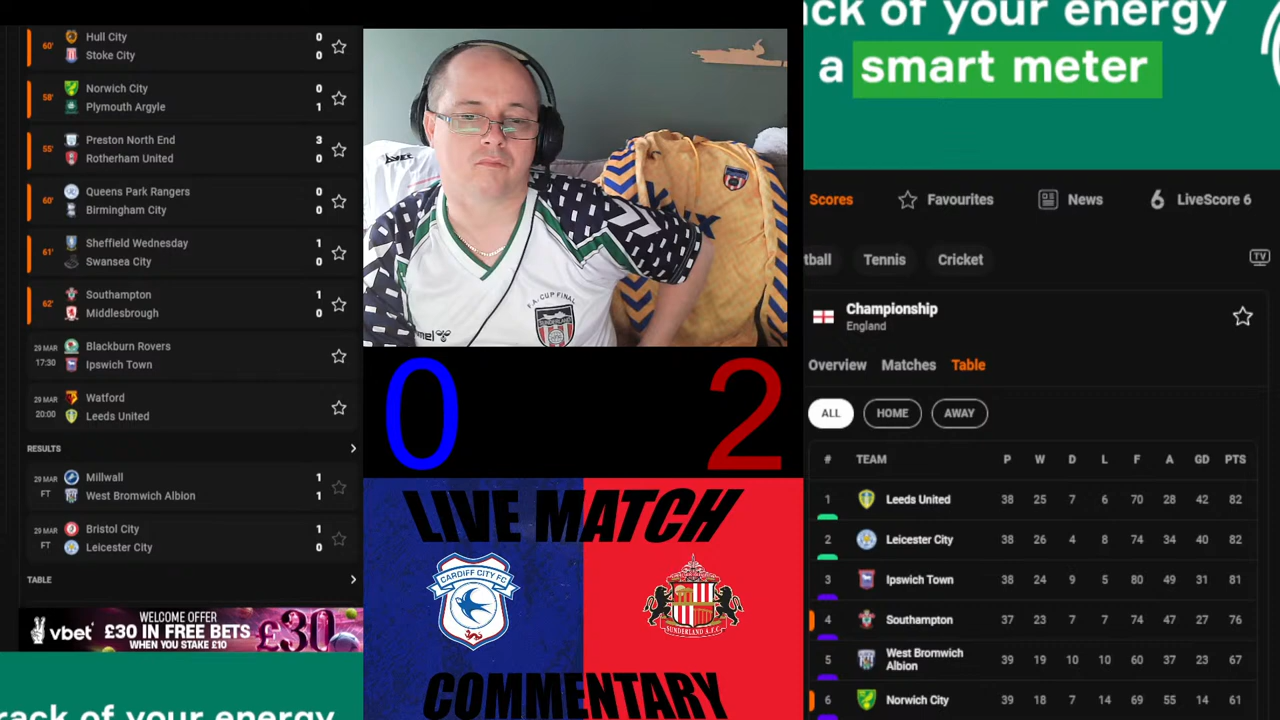 60'
Hull City 0
Stoke City 0
58'
Norwich City 0
Plymouth Argyle 1
55'
Preston North End 3
Rotherham United 0
60'
Queens Park Rangers 0
Birmingham City 0
61'
Sheffield Wednesday 1
Swansea City 0
62'
Southampton 1
Middlesbrough 0
29 MAR
17:30
Blackburn Rovers
Ipswich Town
29 MAR
20:00
Watford
Leeds United
RESULTS
29 MAR
FT
Millwall 1
West Bromwich Albion 1
29 MAR
FT
Bristol City 1
Leicester City 0
TABLE
vbet
WELCOME OFFER
£30 IN FREE BETS
WHEN YOU STAKE £10
£30
rack of your energy
F.A. CUP FINAL
SUNDERLAND
0 2
LIVE MATCH
CARDIFF CITY FC
SUNDERLAND A.F.C.
COMMENTARY
ack of your energy
a smart meter
Scores Favourites News 6 LiveScore 6
tball Tennis Cricket
TV
Championship
England
Overview Matches Table
ALL HOME AWAY
# TEAM P W D L F A GD PTS
1 Leeds United 38 25 7 6 70 28 42 82
2 Leicester City 38 26 4 8 74 34 40 82
3 Ipswich Town 38 24 9 5 80 49 31 81
4 Southampton 37 23 7 7 74 47 27 76
5 West Bromwich Albion 39 19 10 10 60 37 23 67
6 Norwich City 39 18 7 14 69 55 14 61